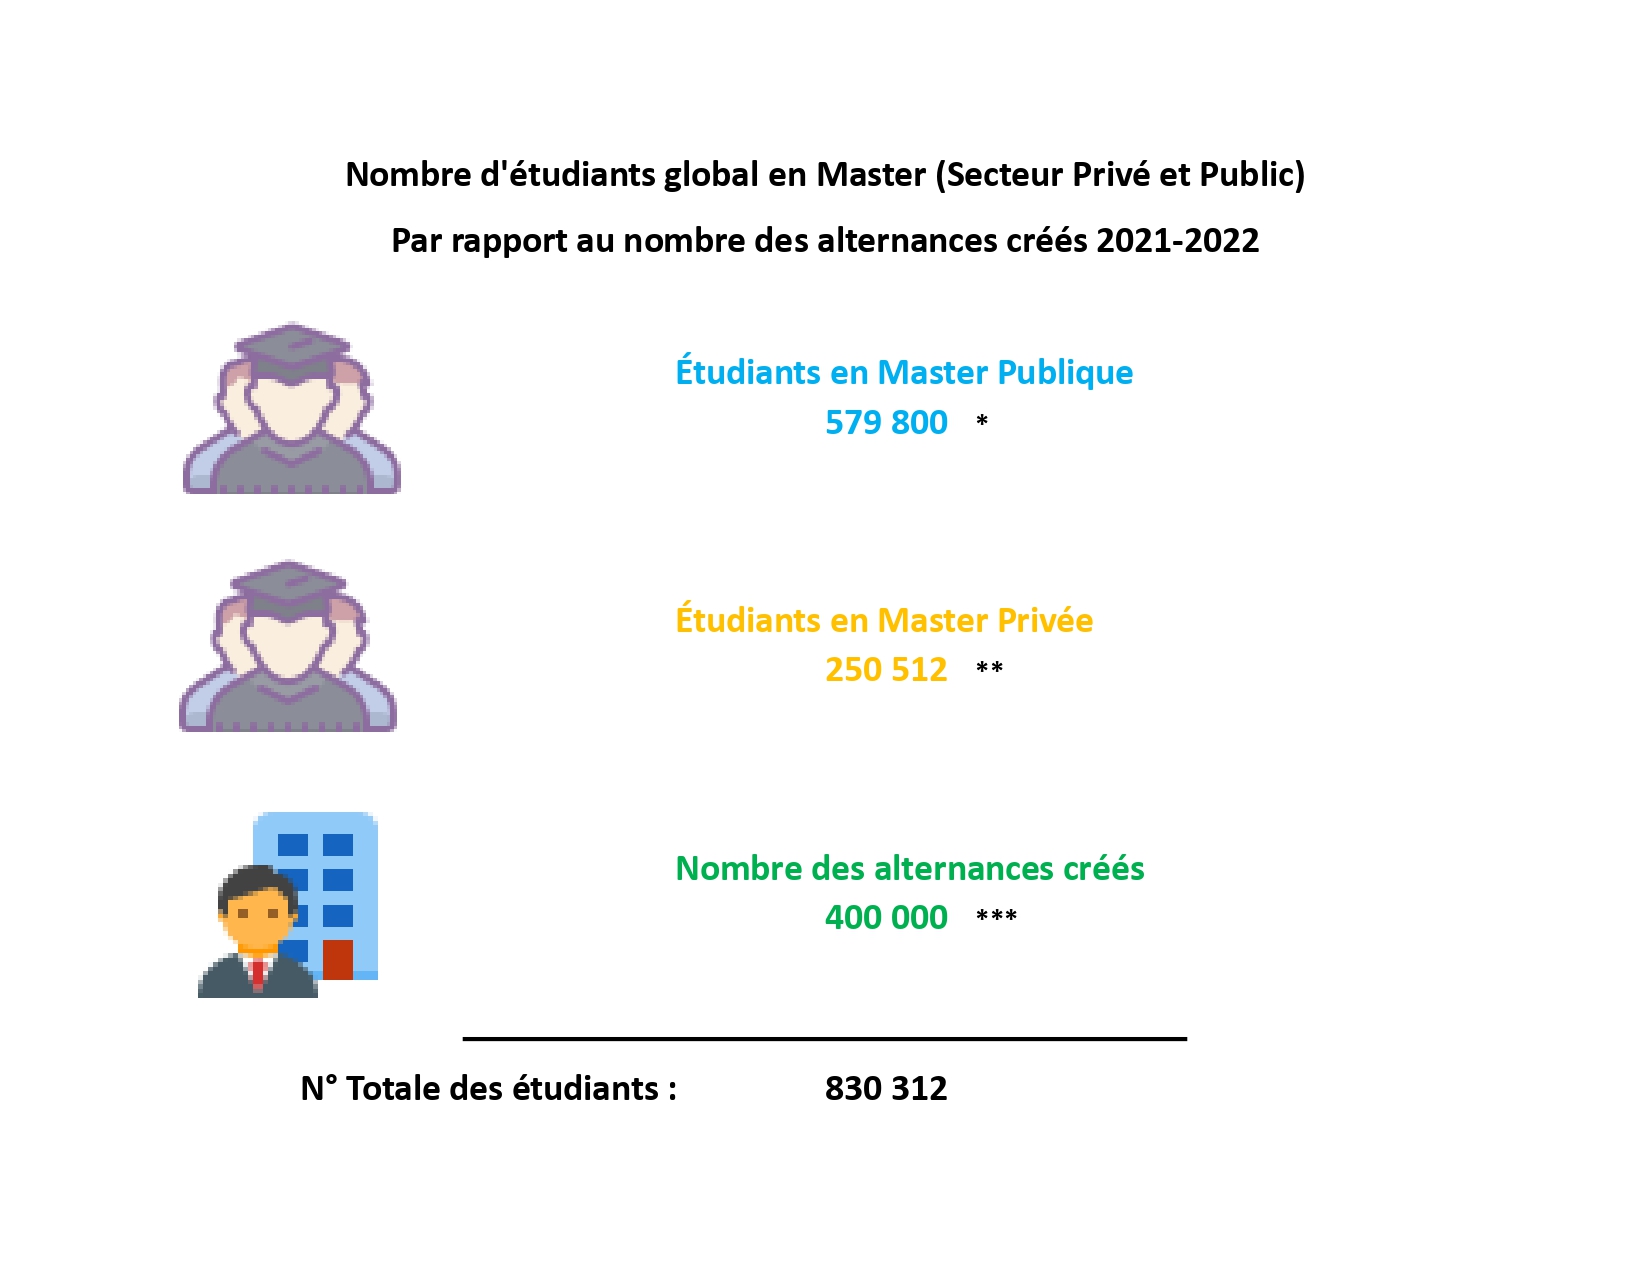 Nombre d'étudiants global en Master (Secteur Privé et Public)
Par rapport au nombre des alternances créés 2021-2022
Étudiants en Master Publique
579 800 *
Étudiants en Master Privée
250 512 **
Nombre des alternances créés
400 000 ***
N° Totale des étudiants : 830 312